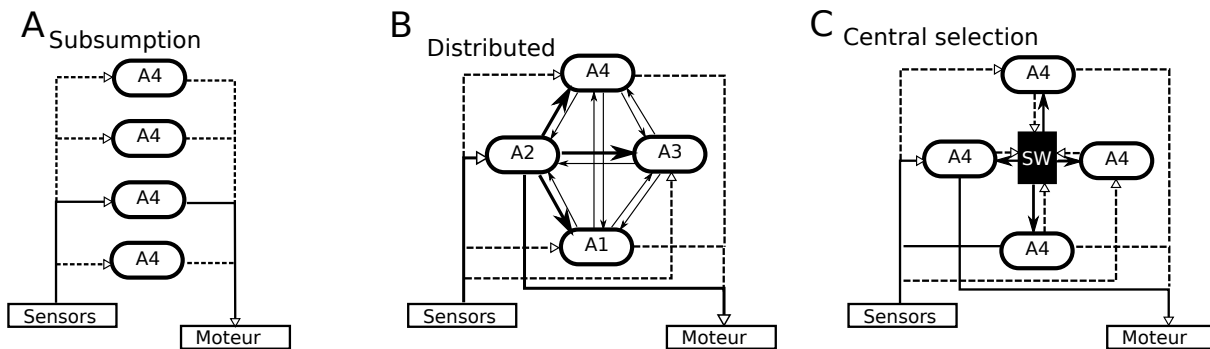 A Subsumption
A4
A4
A4
A4
Sensors
Moteur
B Distributed
A4
A2
A3
A1
Sensors
Moteur
C Central selection
A4
A4
SW
A4
A4
Sensors
Moteur